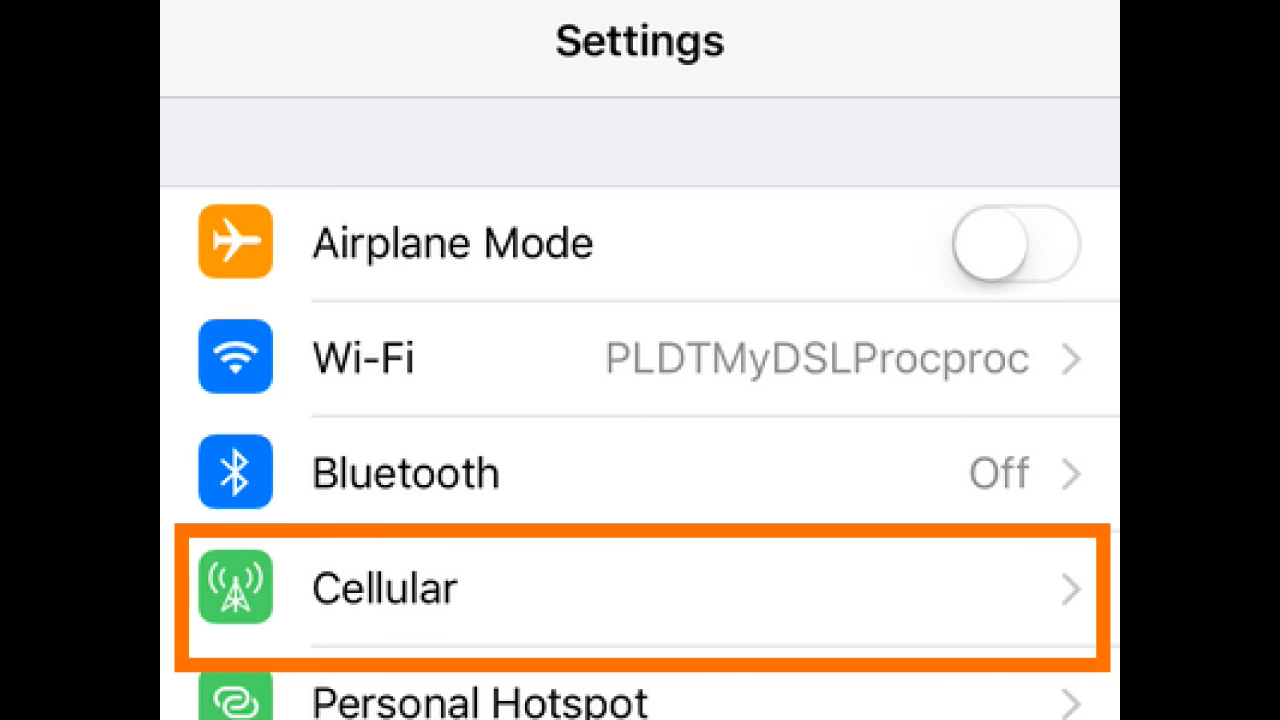 Settings
Airplane Mode
Wi-Fi PLDTMyDSLProcproc
Bluetooth Off
Cellular
Personal Hotspot